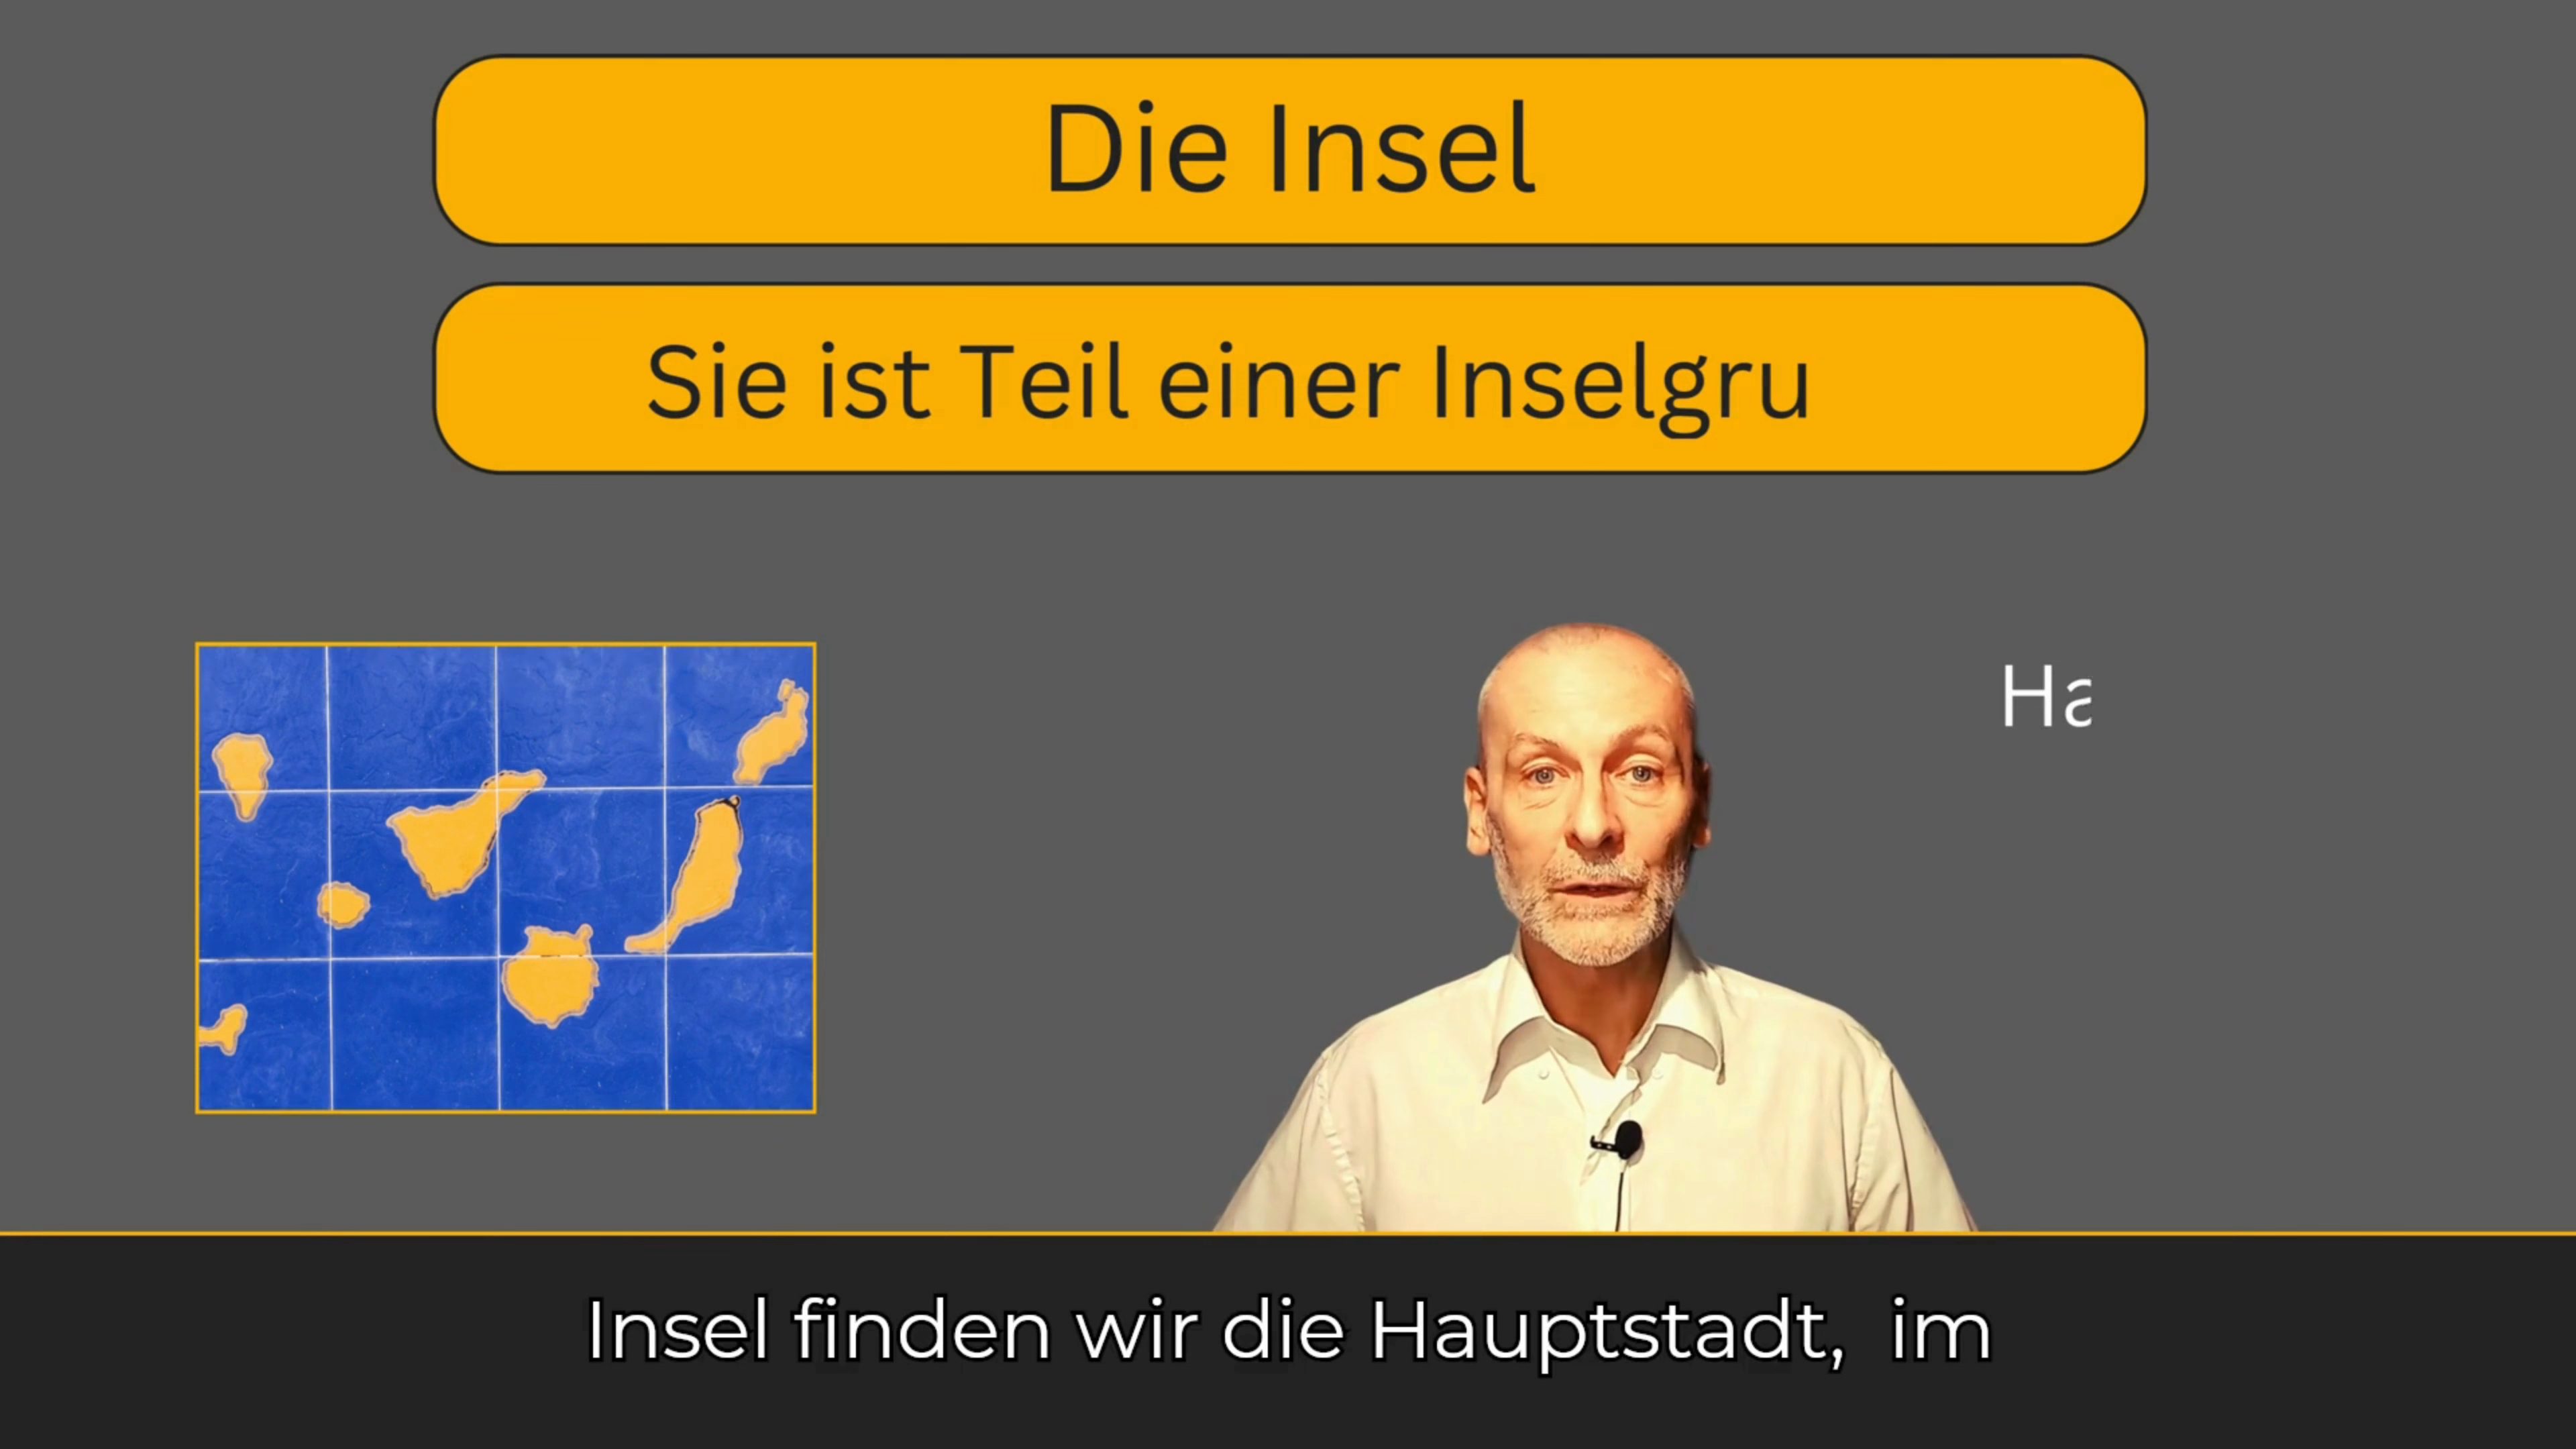 Die Insel
Sie ist Teil einer Inselgru
Ha
Insel finden wir die Hauptstadt, im